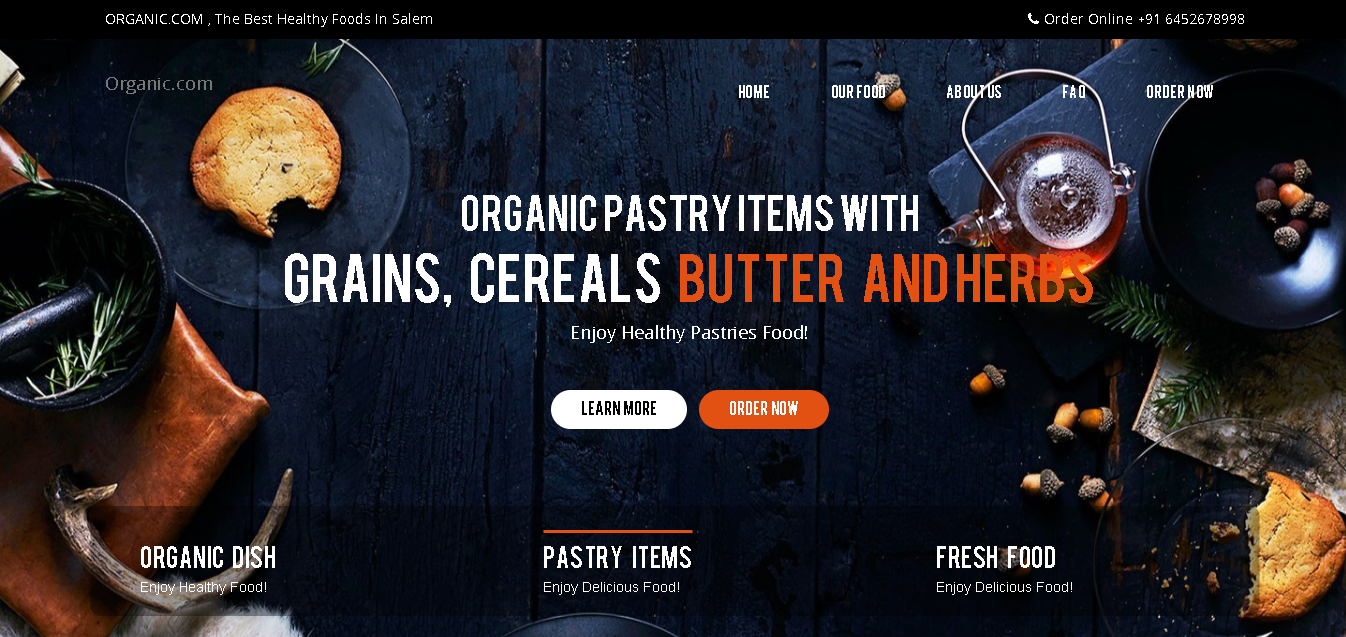 ORGANIC.COM , The Best Healthy Foods In Salem
Order Online +91 6452678998
Organic.com
HOME OUR FOOD ABOUT US FAQ ORDER NOW
ORGANIC PASTRY ITEMS WITH
GRAINS, CEREALS BUTTER AND HERBS
Enjoy Healthy Pastries Food!
LEARN MORE ORDER NOW
ORGANIC DISH PASTRY ITEMS FRESH FOOD
Enjoy Healthy Food! Enjoy Delicious Food! Enjoy Delicious Food!